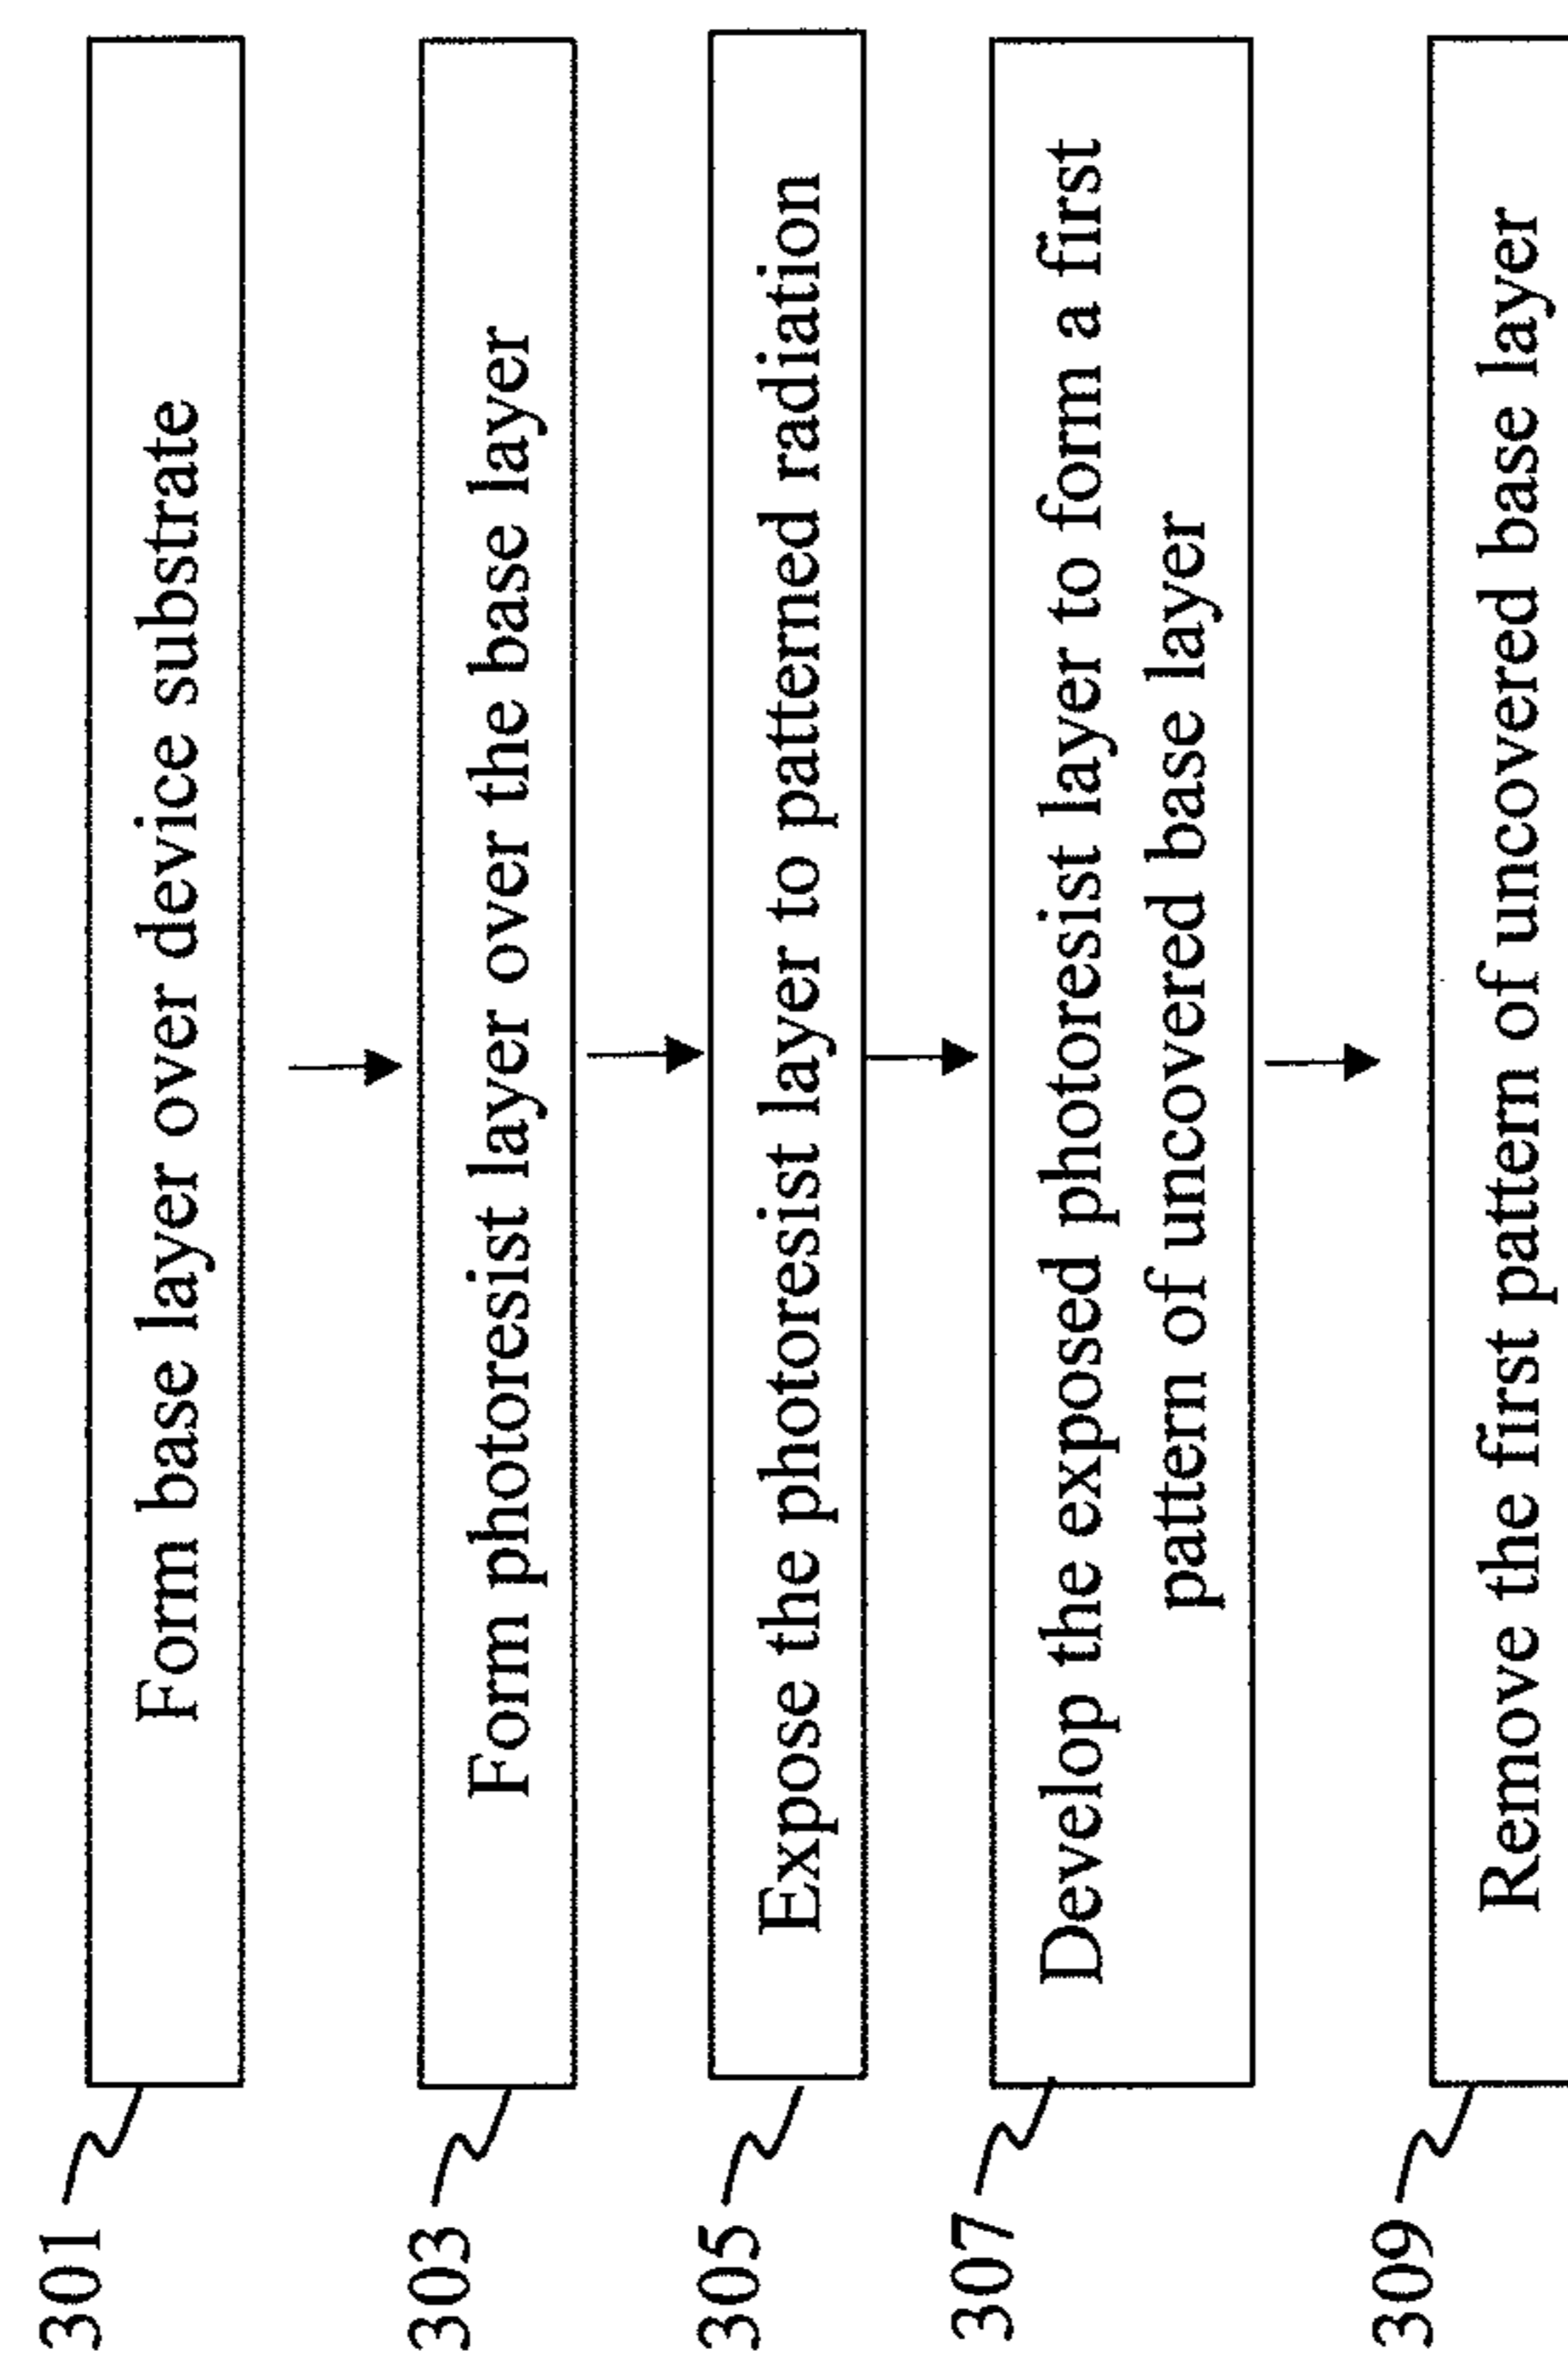 301
Form base layer over device substrate
303
Form photoresist layer over the base layer
305
Expose the photoresist layer to patterned radiation
307
Develop the exposed photoresist layer to form a first
pattern of uncovered base layer
309
Remove the first pattern of uncovered base layer